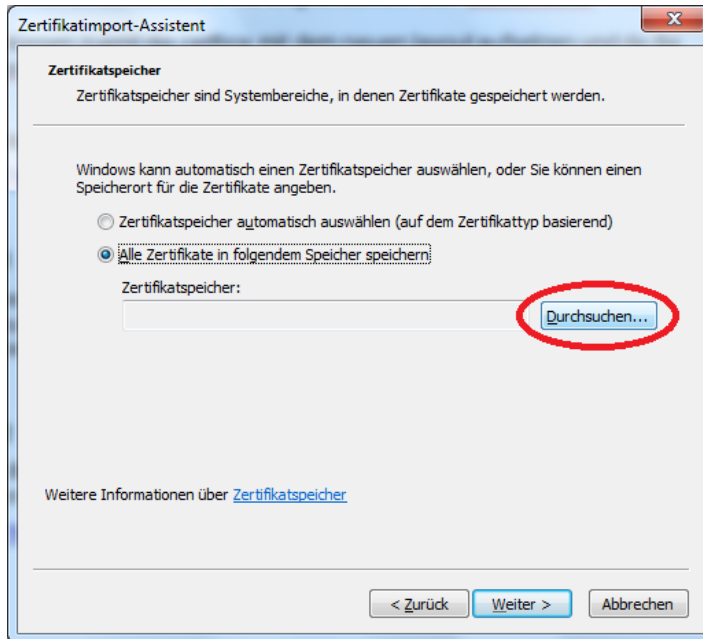 Zertifikatimport-Assistent
Zertifikatspeicher
Zertifikatspeicher sind Systembereiche, in denen Zertifikate gespeichert werden.
Windows kann automatisch einen Zertifikatspeicher auswählen, oder Sie können einen
Speicherort für die Zertifikate angeben.
Zertifikatspeicher automatisch auswählen (auf dem Zertifikattyp basierend)
Alle Zertifikate in folgendem Speicher speichern
Zertifikatspeicher:
Durchsuchen...
Weitere Informationen über Zertifikatspeicher
< Zurück Weiter > Abbrechen